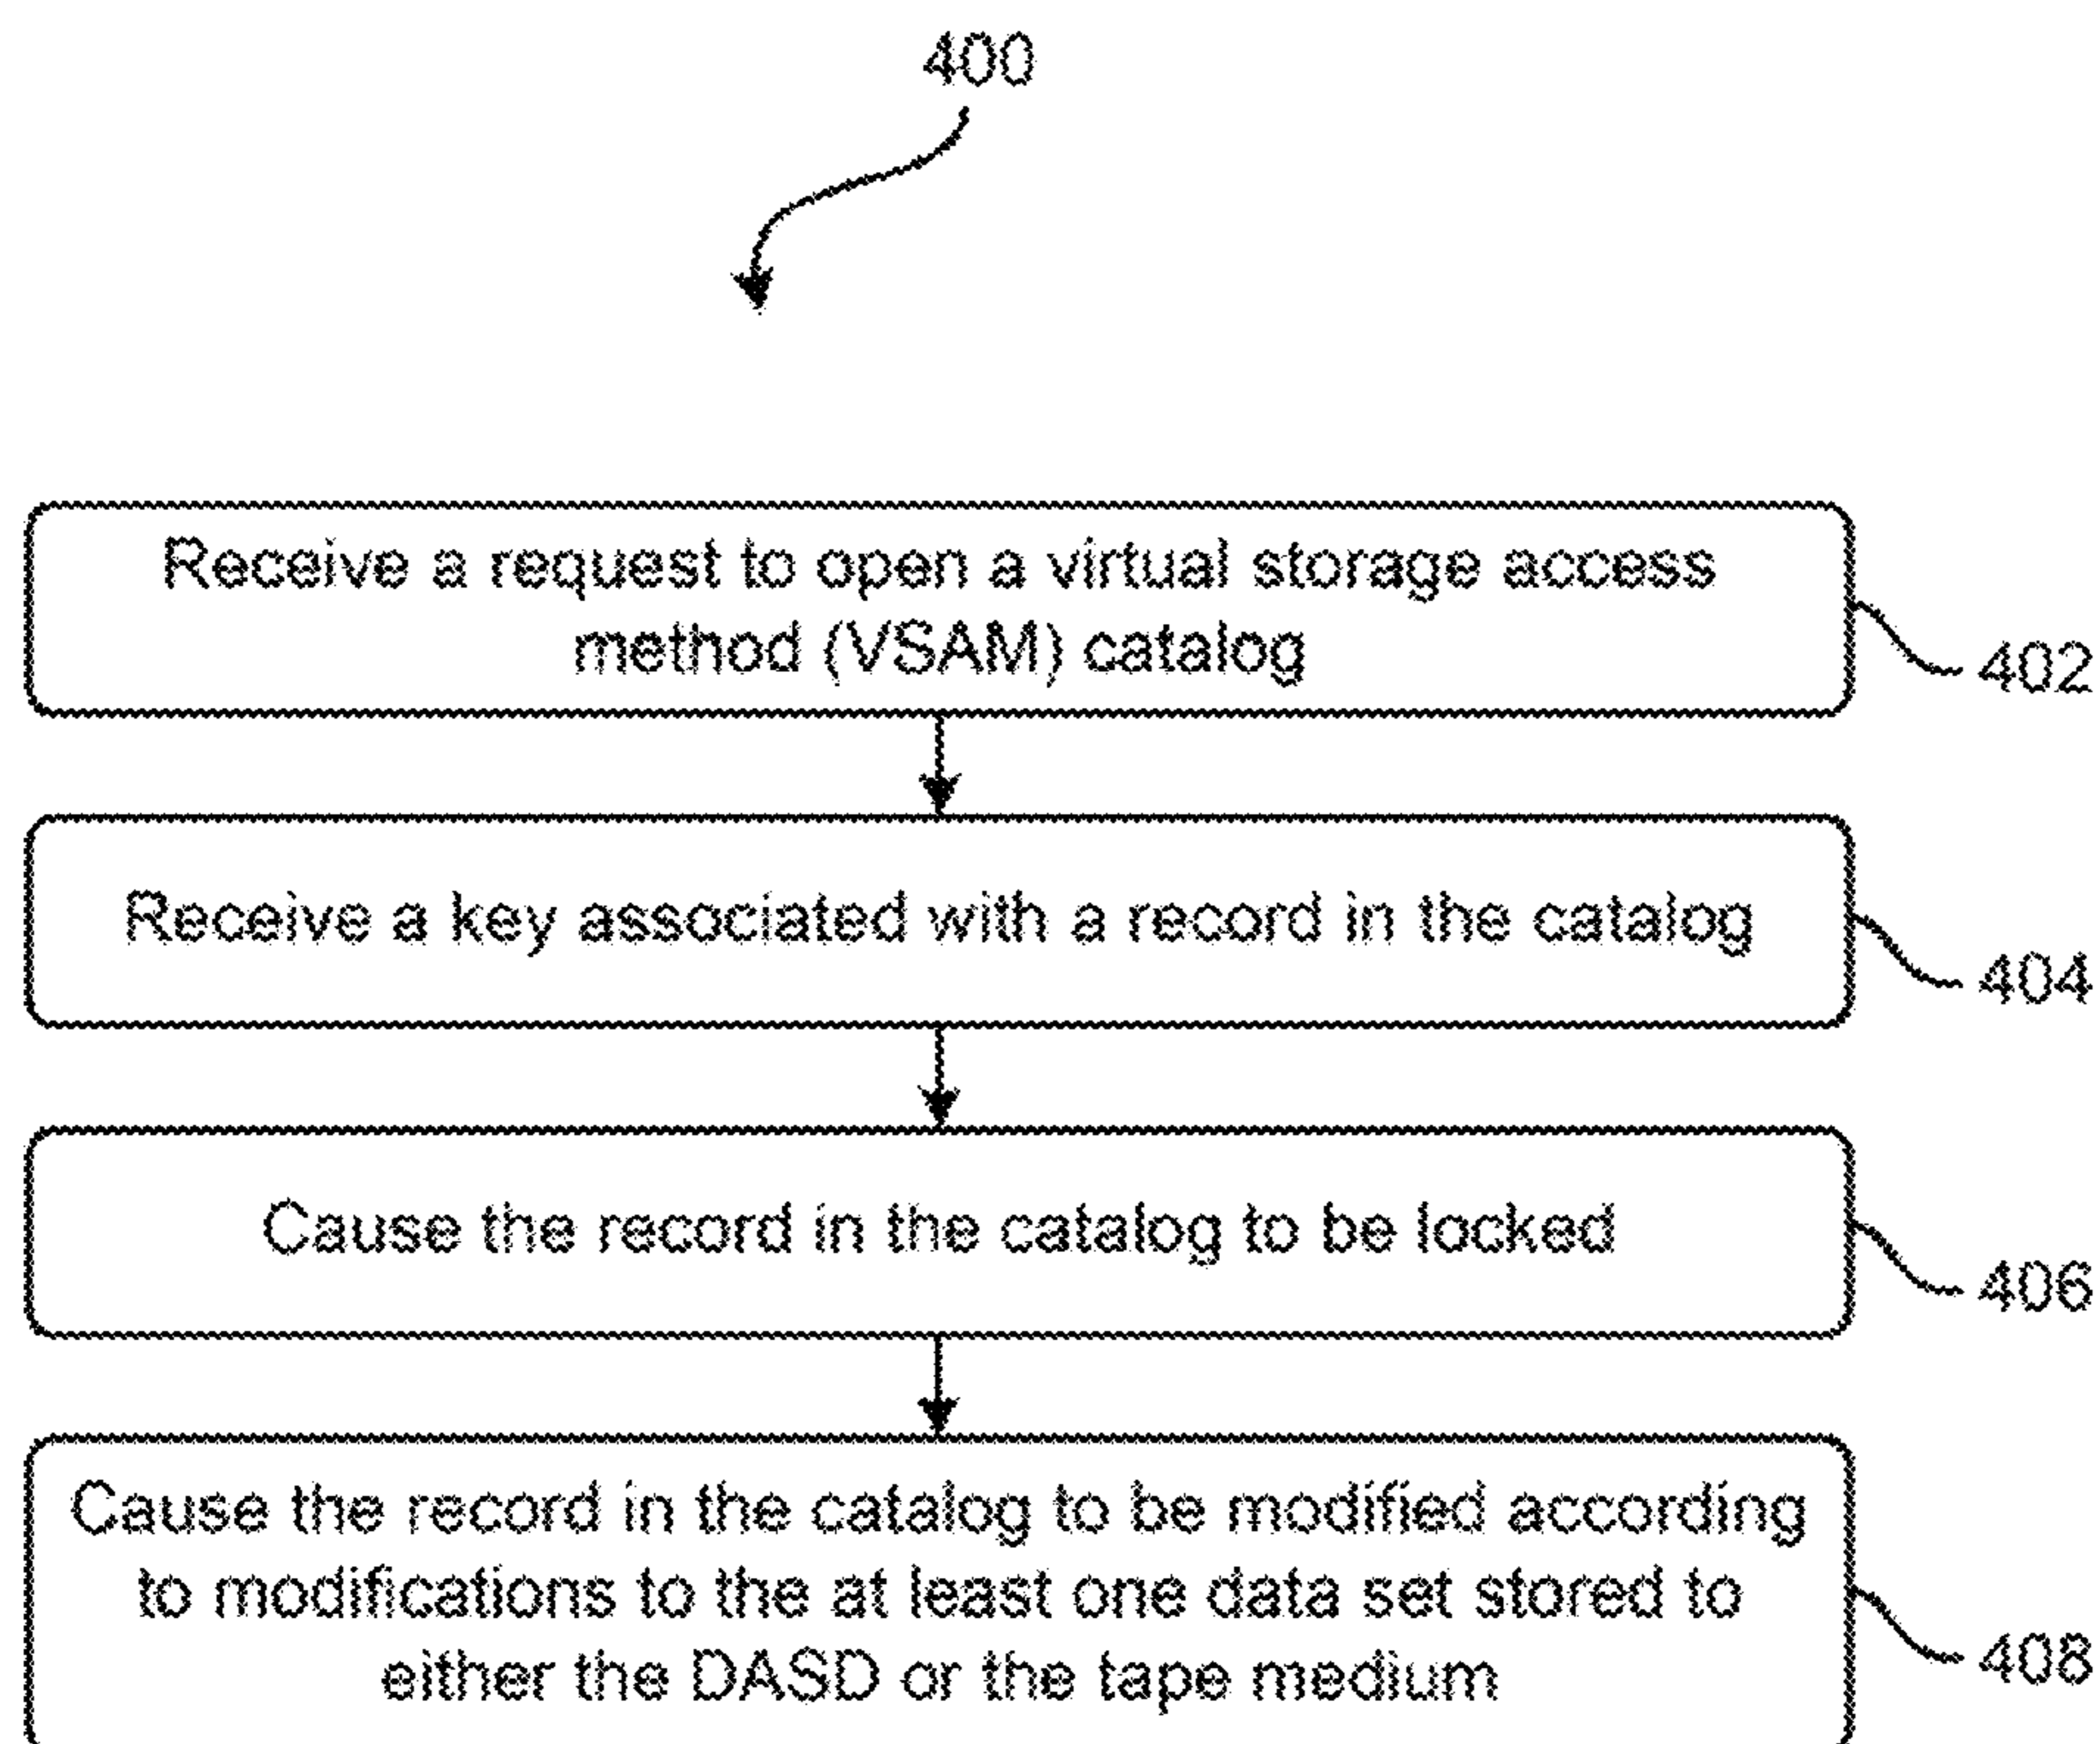 400
Receive a request to open a virtual storage access
method (VSAM) catalog
402
Receive a key associated with a record in the catalog
404
Cause the record in the catalog to be locked
406
Cause the record in the catalog to be modified according
to modifications to the at least one data set stored to
either the DASD or the tape medium
408